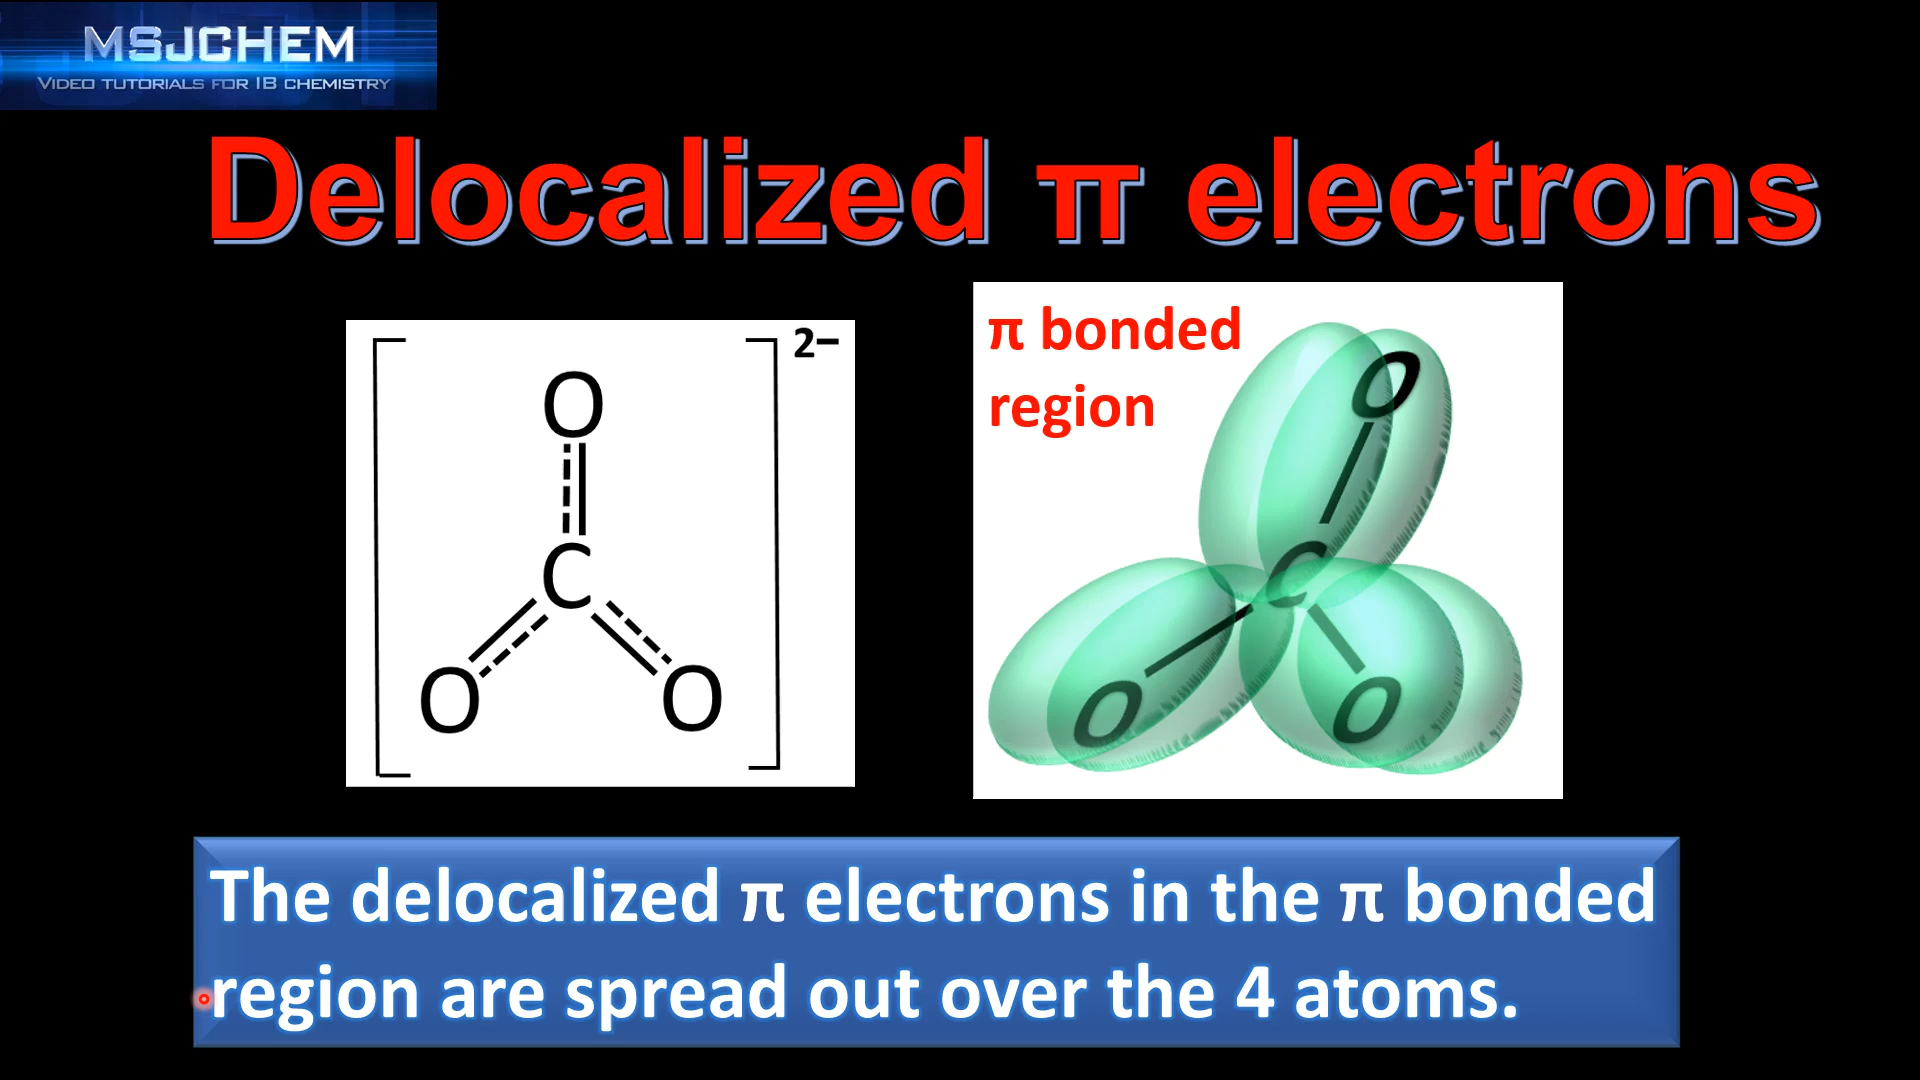 MSJCHEM
VIDEO TUTORIALS FOR IB CHEMISTRY
Delocalized π electrons
2–
O
C
O O
π bonded
region
O
C
O O
The delocalized π electrons in the π bonded
region are spread out over the 4 atoms.